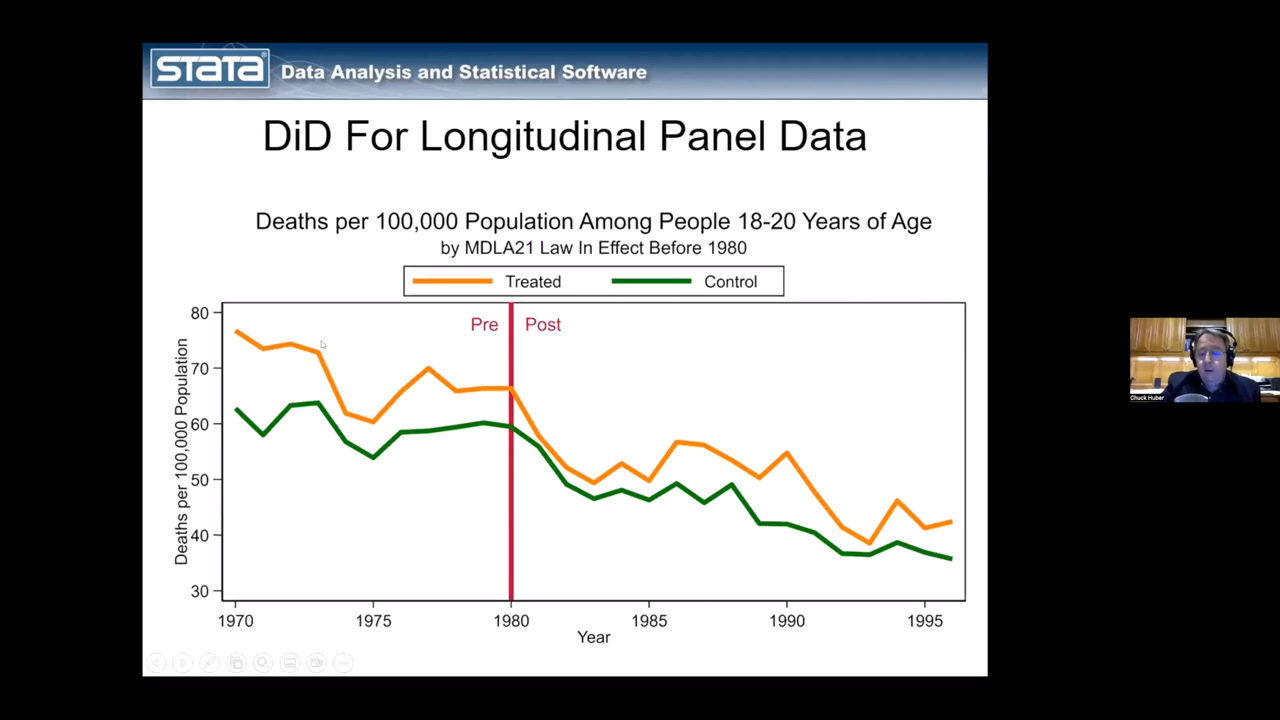 STATA® Data Analysis and Statistical Software
DiD For Longitudinal Panel Data
Deaths per 100,000 Population Among People 18-20 Years of Age
by MDLA21 Law In Effect Before 1980
Treated Control
Pre Post
Deaths per 100,000 Population
80
70
60
50
40
30
1970 1975 1980 1985 1990 1995
Year
Chuck Huber